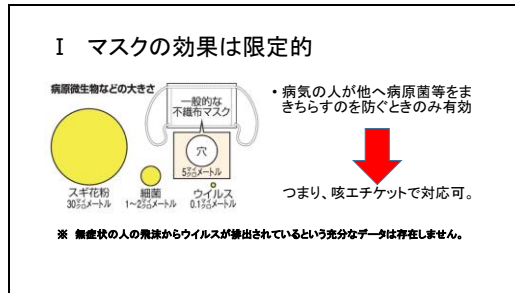 Ⅰ マスクの効果は限定的
病原微生物などの大きさ
一般的な
不織布マスク
穴
5マイクロメートル
スギ花粉
30マイクロメートル
細菌
1～2マイクロメートル
ウイルス
0.1マイクロメートル
・病気の人が他へ病原菌等をま
きちらすのを防ぐときのみ有効
つまり、咳エチケットで対応可。
※ 無症状の人の飛沫からウイルスが排出されているという充分なデータは存在しません。